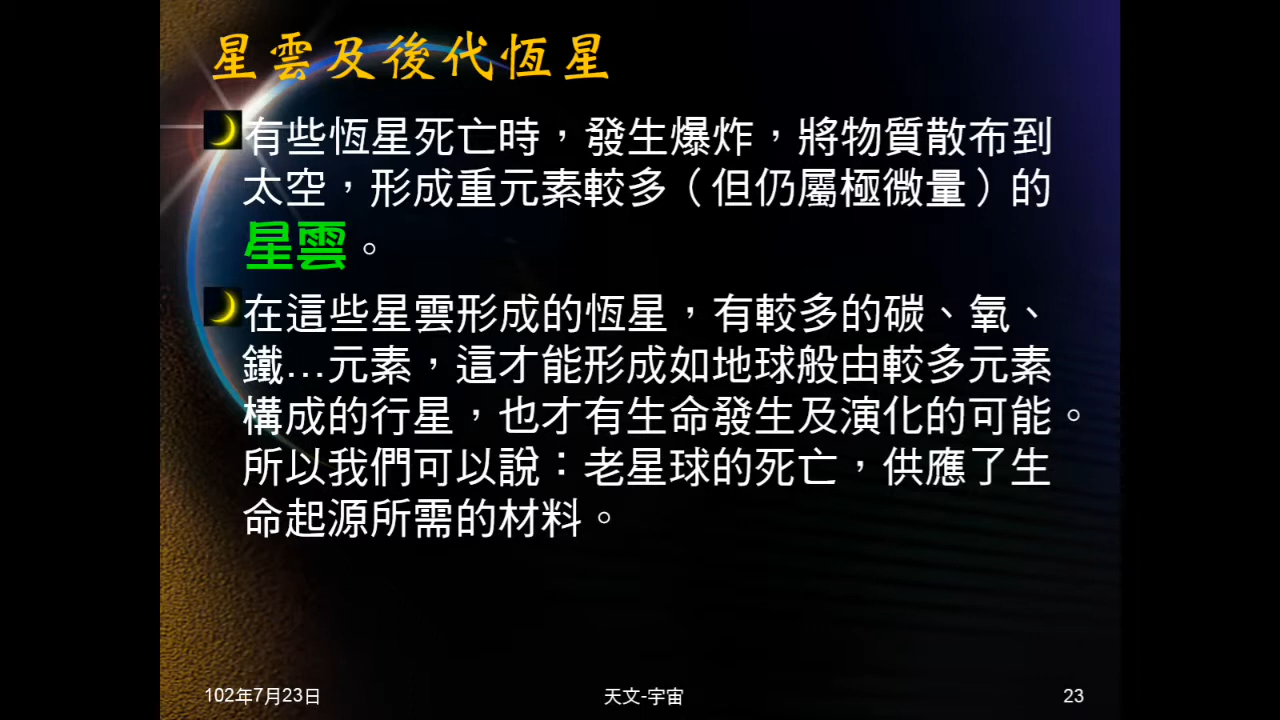 星雲及後代恆星
有些恆星死亡時，發生爆炸，將物質散布到
太空，形成重元素較多（但仍屬極微量）的
星雲。
在這些星雲形成的恆星，有較多的碳、氧、
鐵…元素，這才能形成如地球般由較多元素
構成的行星，也才有生命發生及演化的可能。
所以我們可以說：老星球的死亡，供應了生
命起源所需的材料。
102年7月23日
天文-宇宙
23